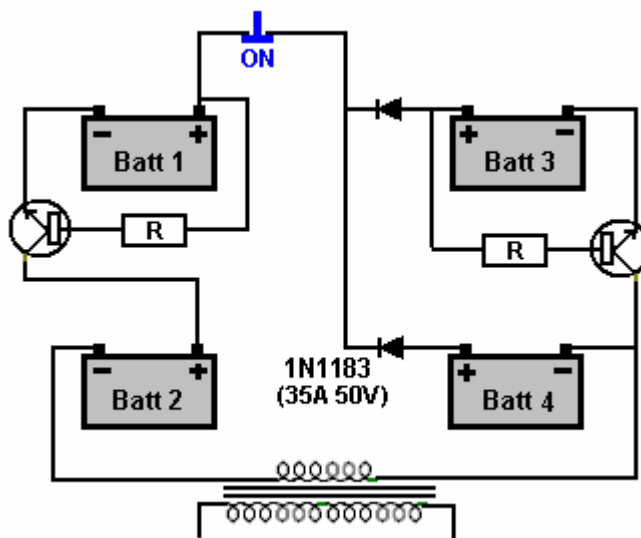 ON
- +
Batt 1
+ -
Batt 3
R
R
- +
Batt 2
1N1183
(35A 50V)
+ -
Batt 4